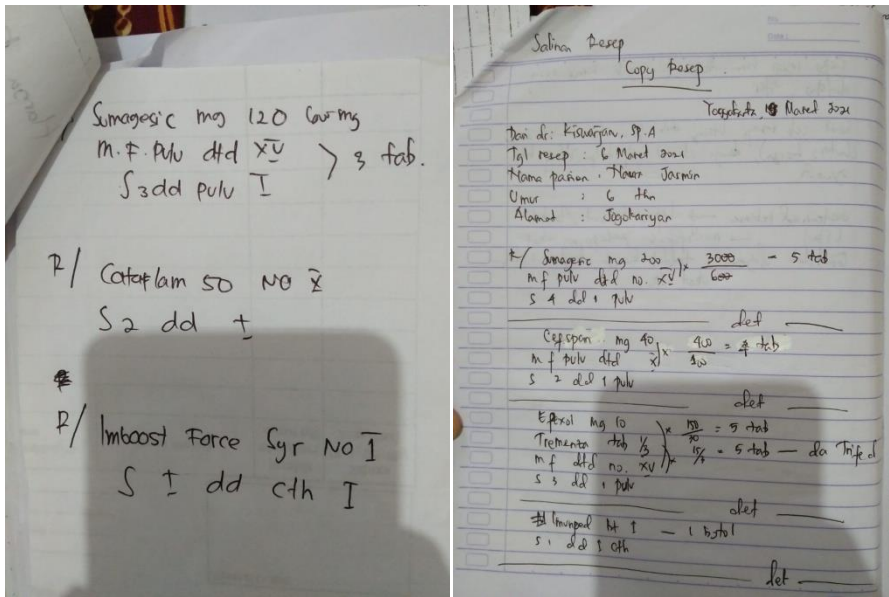 Sumagesic mg 120
m.f. pulv dtd XV > 3 tab.
S 3 dd pulv I
R/ Cataflam 50 NO X
S 2 dd ±
R/ Imboost Force Syr NO I
S ± dd cth I
Salinan Resep
Copy Resep
Yogyakarta, Maret 2021
Dari dr: Kiswarjan, Sp.A
Tgl resep : 6 Maret 2021
Nama pasien : Jasmin
Umur : 6 thn
Alamat : Jogokariyan
R/ Sumagesic mg 200 * 3000/600 = 5 tab
m f pulv dtd no. XV
s 4 dd 1 pulv
det
Cefspan mg 40 * 400/100 = 4 tab
m f pulv dtd X
s 2 dd 1 pulv
det
Epexol mg 10 * 150/30 = 5 tab
Tremenza tab 1/3 * 15/3 = 5 tab — da Trifed
m f dtd no. XV
s 3 dd 1 pulv
det
Imunped bt 1 — 1 botol
s 1 dd 1 cth
det